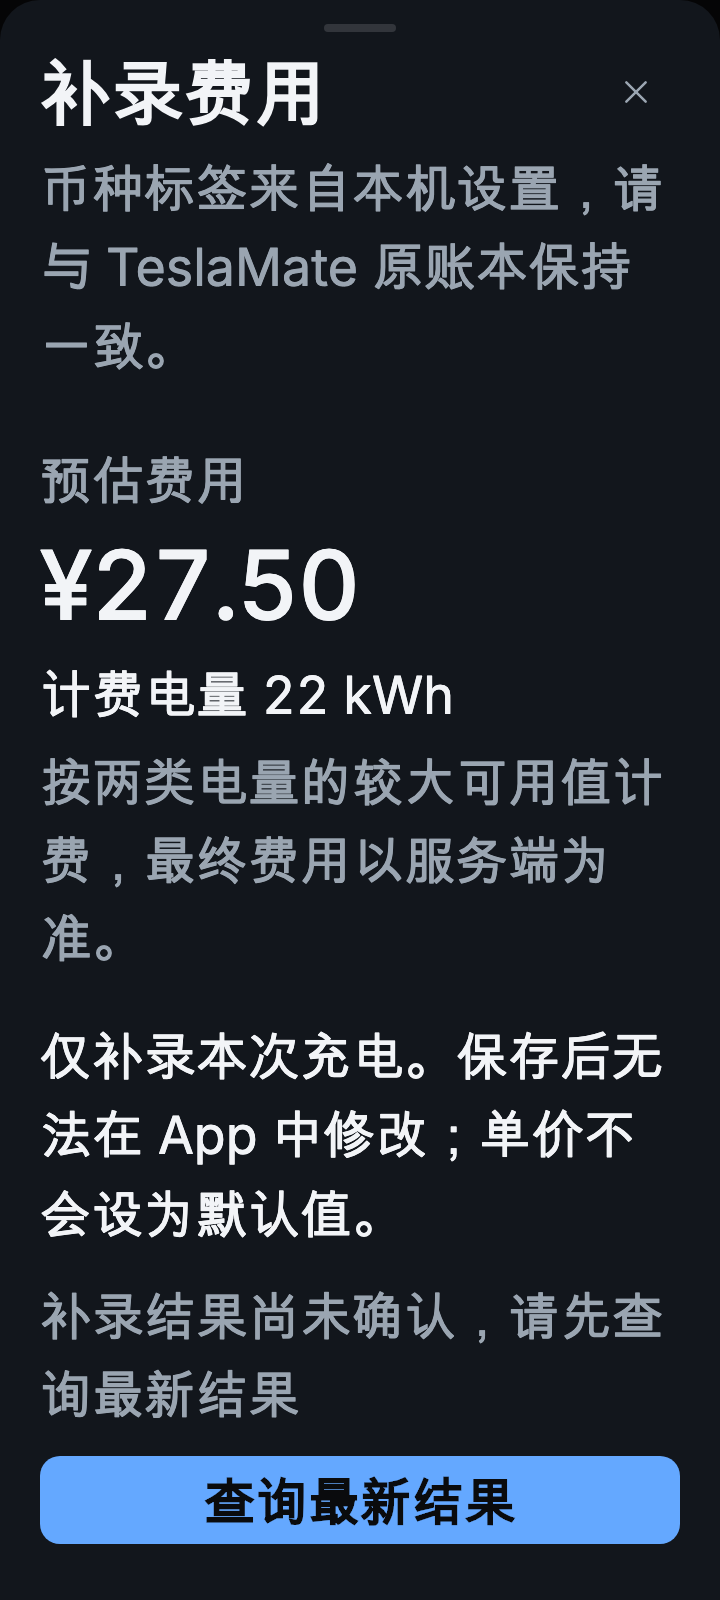 补录费用
币种标签来自本机设置，请
与 TeslaMate 原账本保持
一致。
预估费用
¥27.50
计费电量 22 kWh
按两类电量的较大可用值计
费，最终费用以服务端为
准。
仅补录本次充电。保存后无
法在 App 中修改；单价不
会设为默认值。
补录结果尚未确认，请先查
询最新结果
查询最新结果